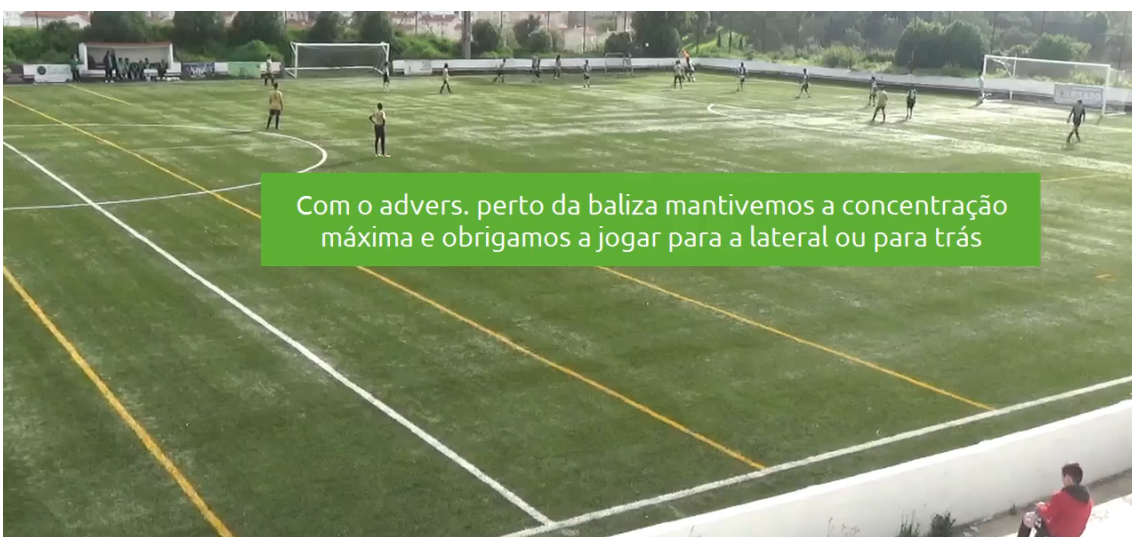 Com o advers. perto da baliza mantivemos a concentração
máxima e obrigamos a jogar para a lateral ou para trás